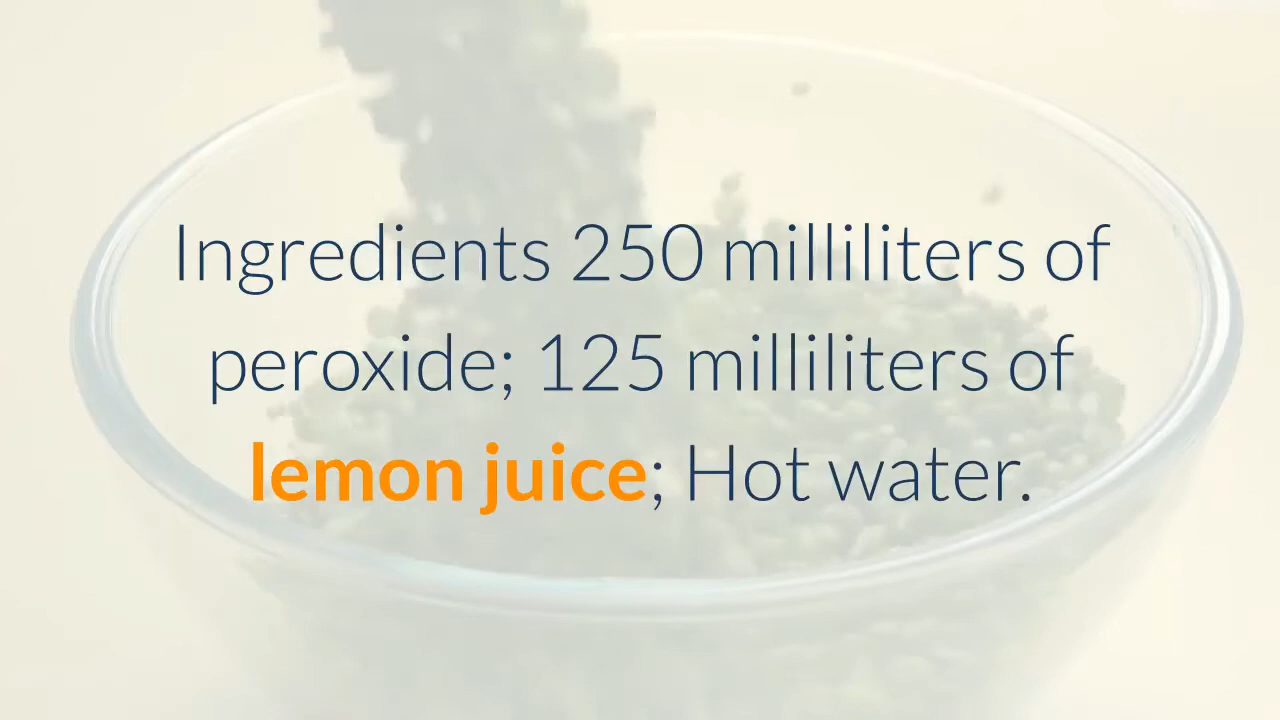 Ingredients 250 milliliters of
peroxide; 125 milliliters of
lemon juice; Hot water.